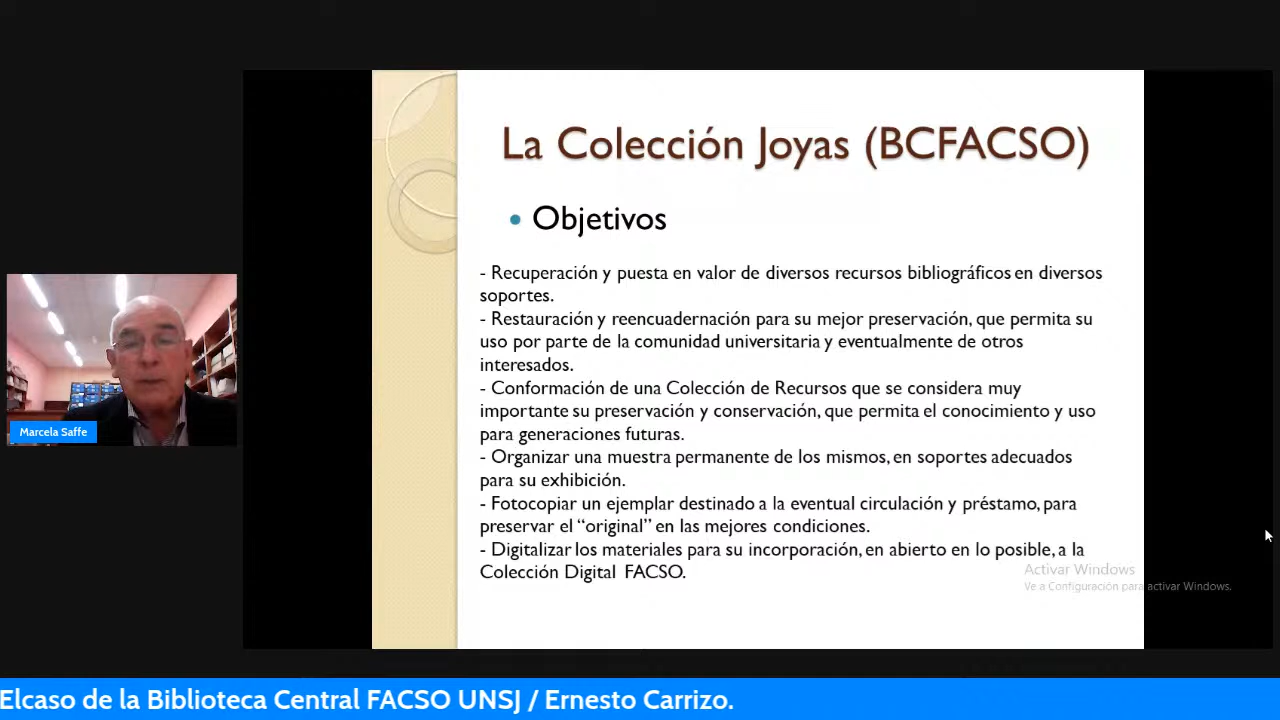 La Colección Joyas (BCFACSO)
• Objetivos
- Recuperación y puesta en valor de diversos recursos bibliográficos en diversos
soportes.
- Restauración y reencuadernación para su mejor preservación, que permita su
uso por parte de la comunidad universitaria y eventualmente de otros
interesados.
- Conformación de una Colección de Recursos que se considera muy
importante su preservación y conservación, que permita el conocimiento y uso
para generaciones futuras.
- Organizar una muestra permanente de los mismos, en soportes adecuados
para su exhibición.
- Fotocopiar un ejemplar destinado a la eventual circulación y préstamo, para
preservar el “original” en las mejores condiciones.
- Digitalizar los materiales para su incorporación, en abierto en lo posible, a la
Colección Digital FACSO.
Marcela Saffe
Activar Windows
Ve a Configuración para activar Windows.
Elcaso de la Biblioteca Central FACSO UNSJ / Ernesto Carrizo.